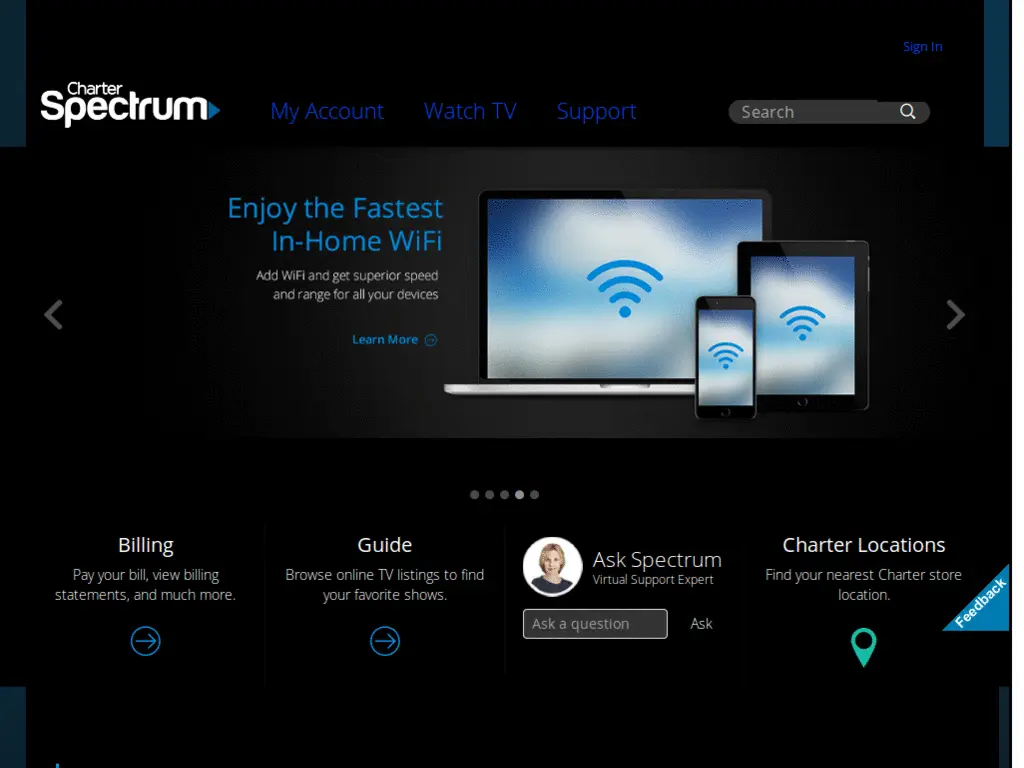 Sign In
Charter
Spectrum
My Account
Watch TV
Support
Search
Enjoy the Fastest
In-Home WiFi
Add WiFi and get superior speed
and range for all your devices
Learn More
Billing
Pay your bill, view billing
statements, and much more.
Guide
Browse online TV listings to find
your favorite shows.
Ask Spectrum
Virtual Support Expert
Ask a question
Ask
Charter Locations
Find your nearest Charter store
location.
Feedback